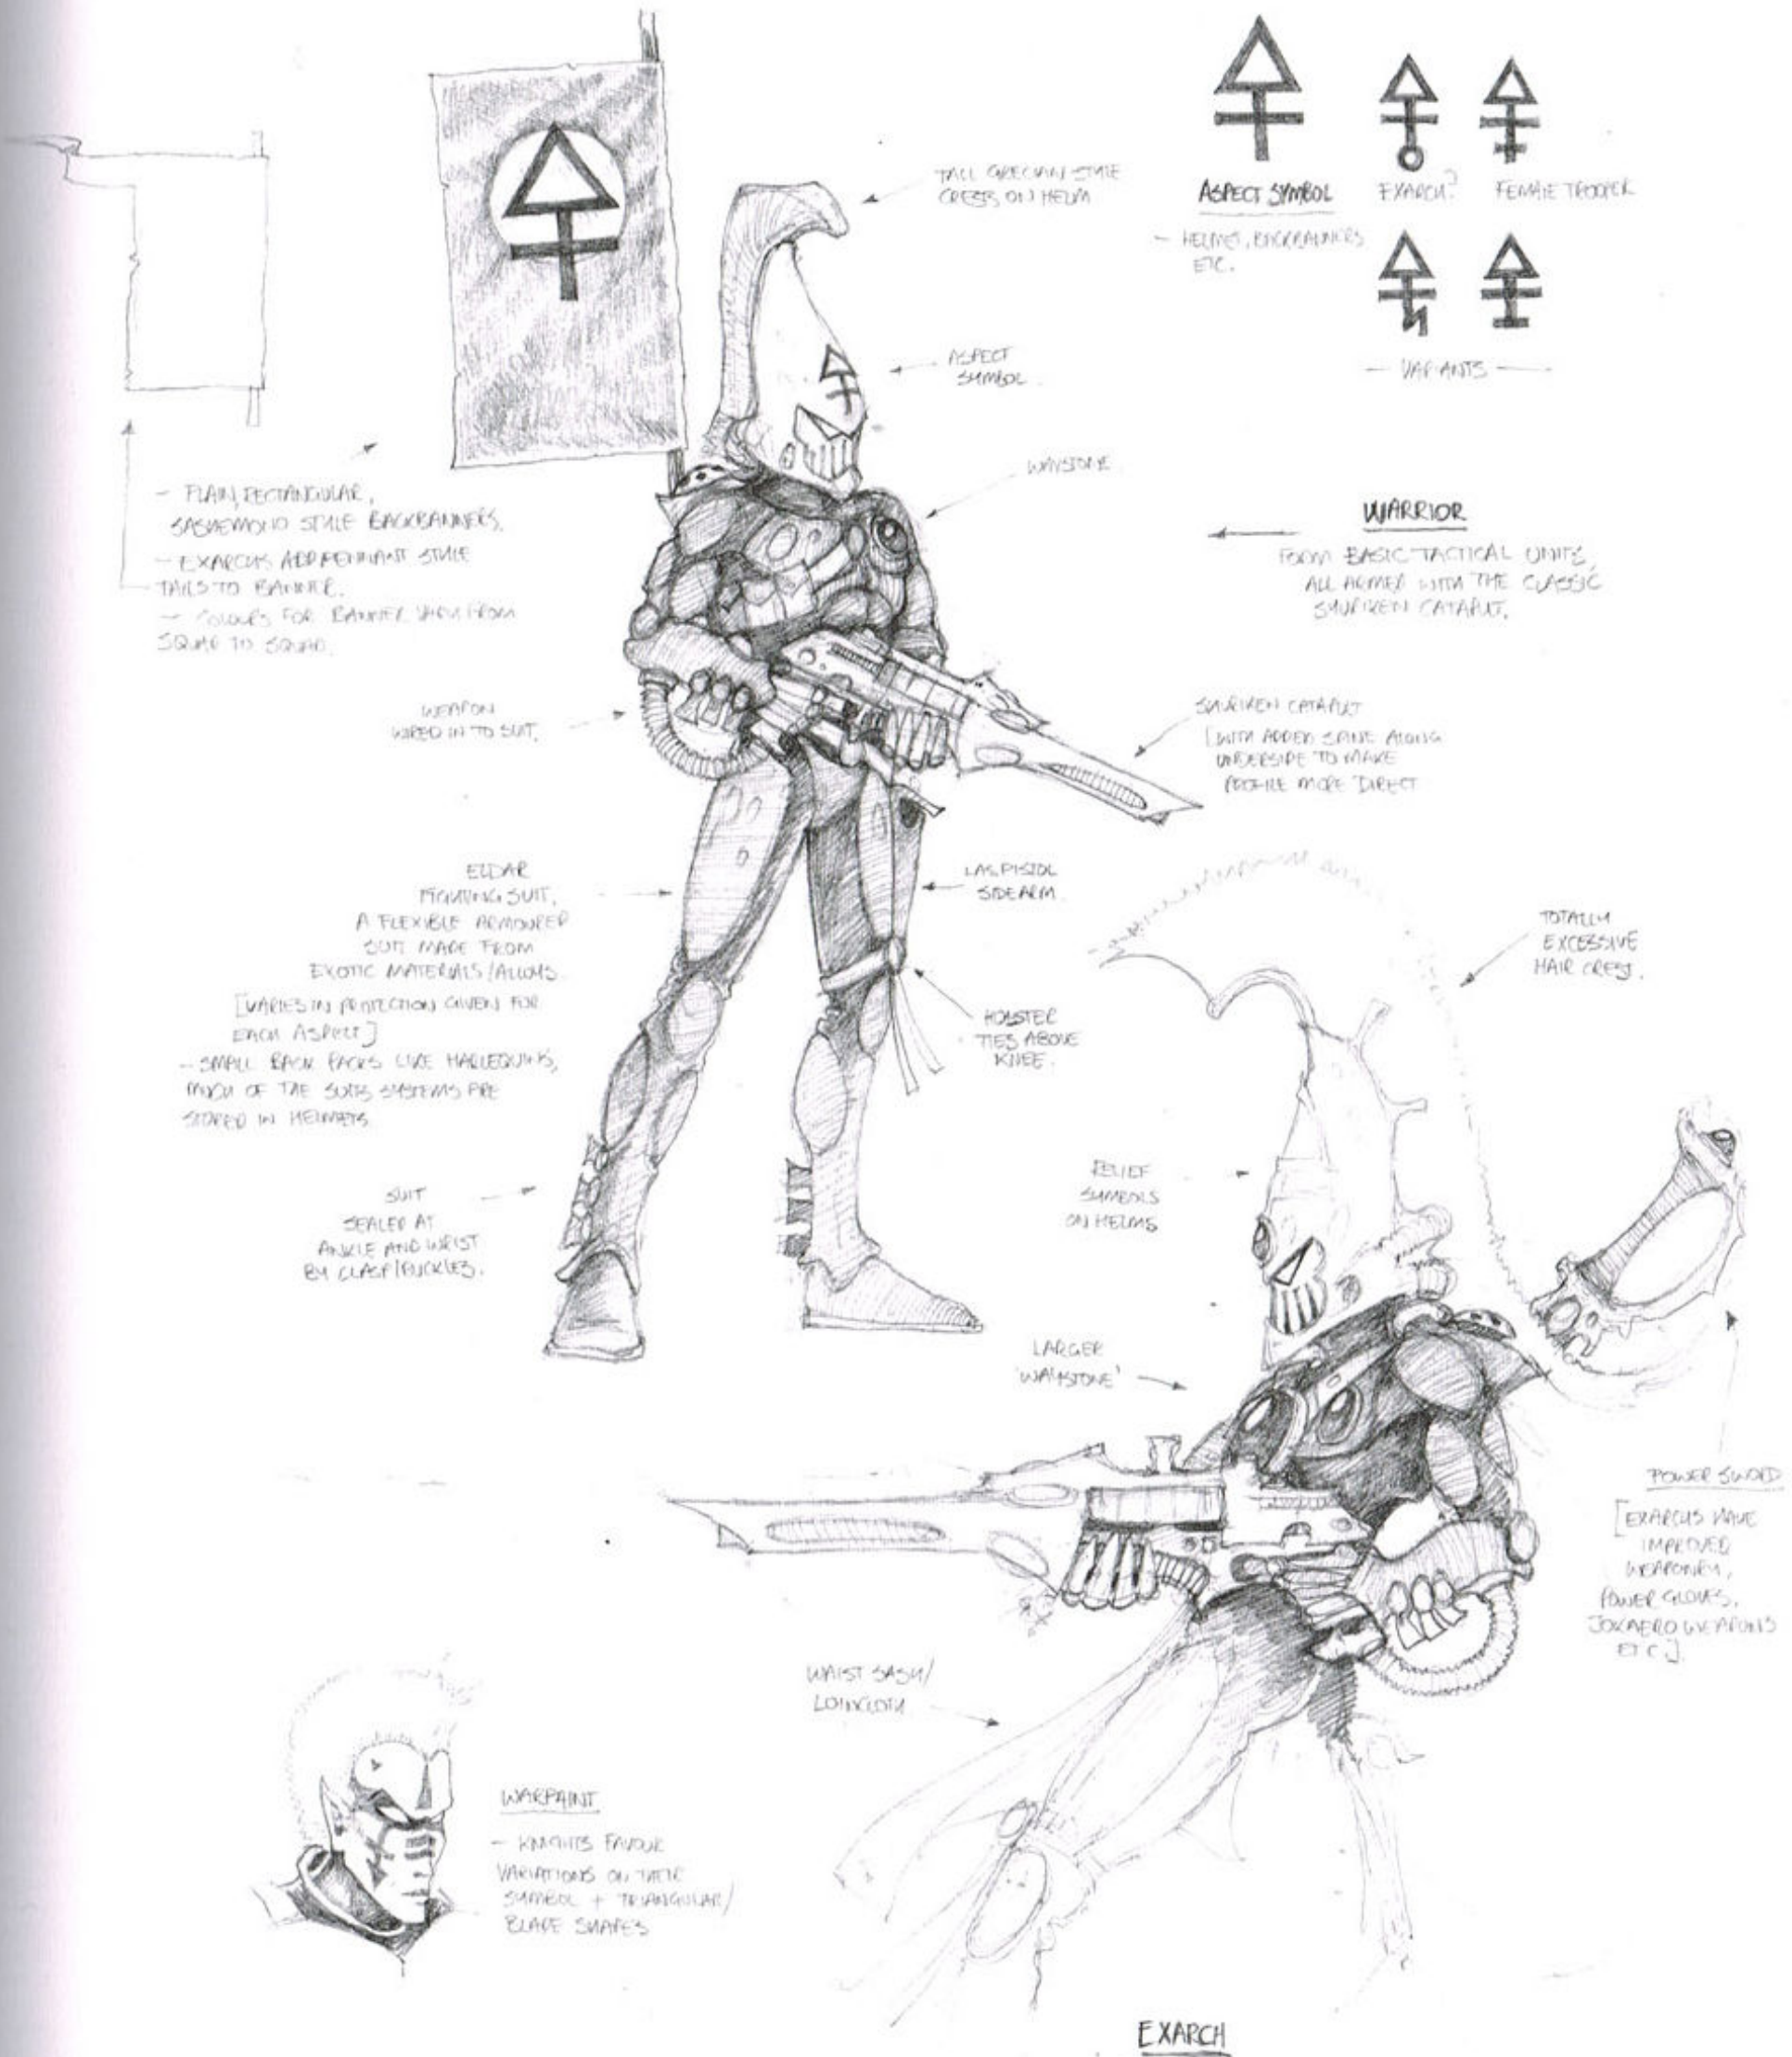 TALL GRECIAN STYLE
CREST ON HELM
ASPECT SYMBOL
- HELMET, BACKBANNERS
ETC.
EXARCH?
FEMALE TROOPER
- VARIANTS -
ASPECT
SYMBOL
WAYSTONE
- PLAIN, RECTANGULAR,
SASHEMONO STYLE BACKBANNERS.
- EXARCHS ADD PENNANT STYLE
TAILS TO BANNER.
- COLOURS FOR BANNER VARY FROM
SQUAD TO SQUAD.
WARRIOR
FORM BASIC TACTICAL UNITS,
ALL ARMED WITH THE CLASSIC
SHURIKEN CATAPULT.
WEAPON
WIRED IN TO SUIT.
SHURIKEN CATAPULT
[WITH ADDED SPINE ALONG
UNDERSIDE TO MAKE
PROFILE MORE 'DIRECT'
ELDAR
FIGHTING SUIT,
A FLEXIBLE ARMOURED
SUIT MADE FROM
EXOTIC MATERIALS/ALLOYS.
[VARIES IN PROTECTION GIVEN FOR
EACH ASPECT]
- SMALL BACK PACKS LIKE HARLEQUINS,
MUCH OF THE SUITS SYSTEMS ARE
STORED IN HELMETS
LAS PISTOL
SIDEARM.
HOLSTER
TIES ABOVE
KNEE.
TOTALLY
EXCESSIVE
HAIR CREST.
SUIT
SEALED AT
ANKLE AND WRIST
BY CLASP/BUCKLES.
RELIEF
SYMBOLS
ON HELMS
LARGER
'WAYSTONE'
POWER SWORD
[EXARCHS HAVE
IMPROVED
WEAPONRY,
POWER GLOVES,
JOKAERO WEAPONS
ETC]
WAIST SASH/
LOINCLOTH
WARPAINT
- KNIGHTS FAVOUR
VARIATIONS ON THEIR
SYMBOL + TRIANGULAR/
BLADE SHAPES
EXARCH